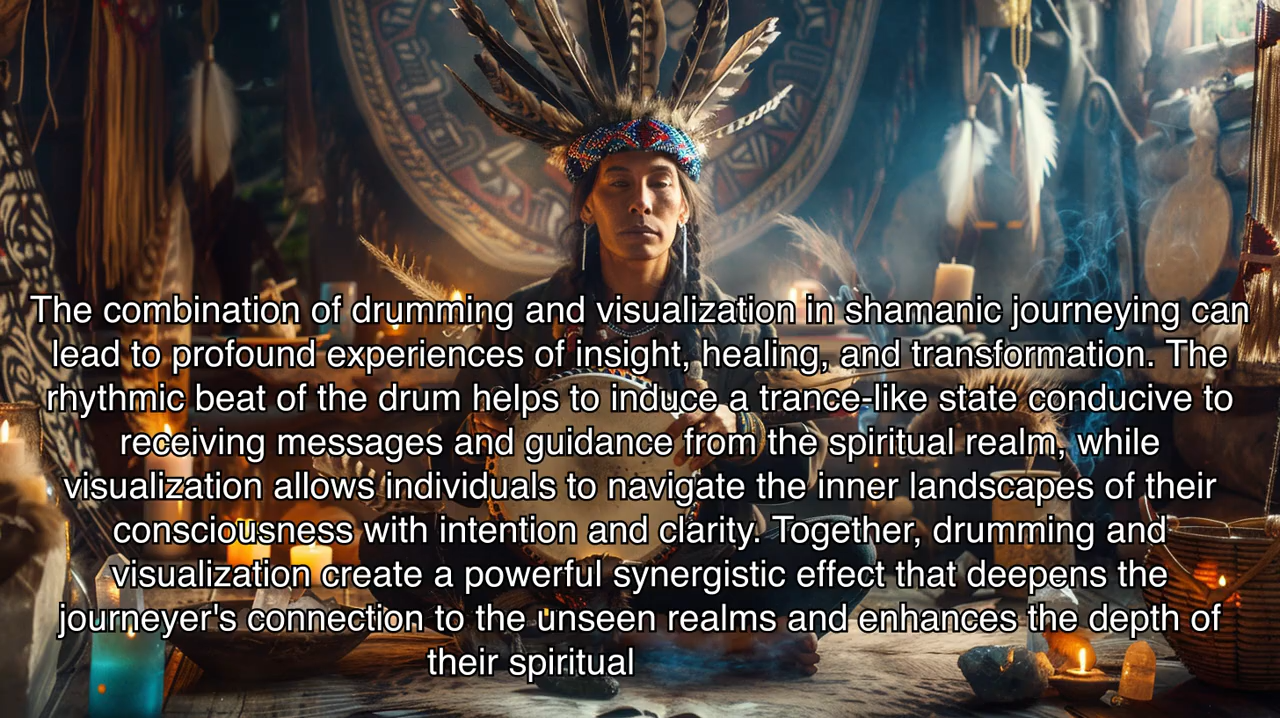 The combination of drumming and visualization in shamanic journeying can
lead to profound experiences of insight, healing, and transformation. The
rhythmic beat of the drum helps to induce a trance-like state conducive to
receiving messages and guidance from the spiritual realm, while
visualization allows individuals to navigate the inner landscapes of their
consciousness with intention and clarity. Together, drumming and
visualization create a powerful synergistic effect that deepens the
journeyer's connection to the unseen realms and enhances the depth of
their spiritual